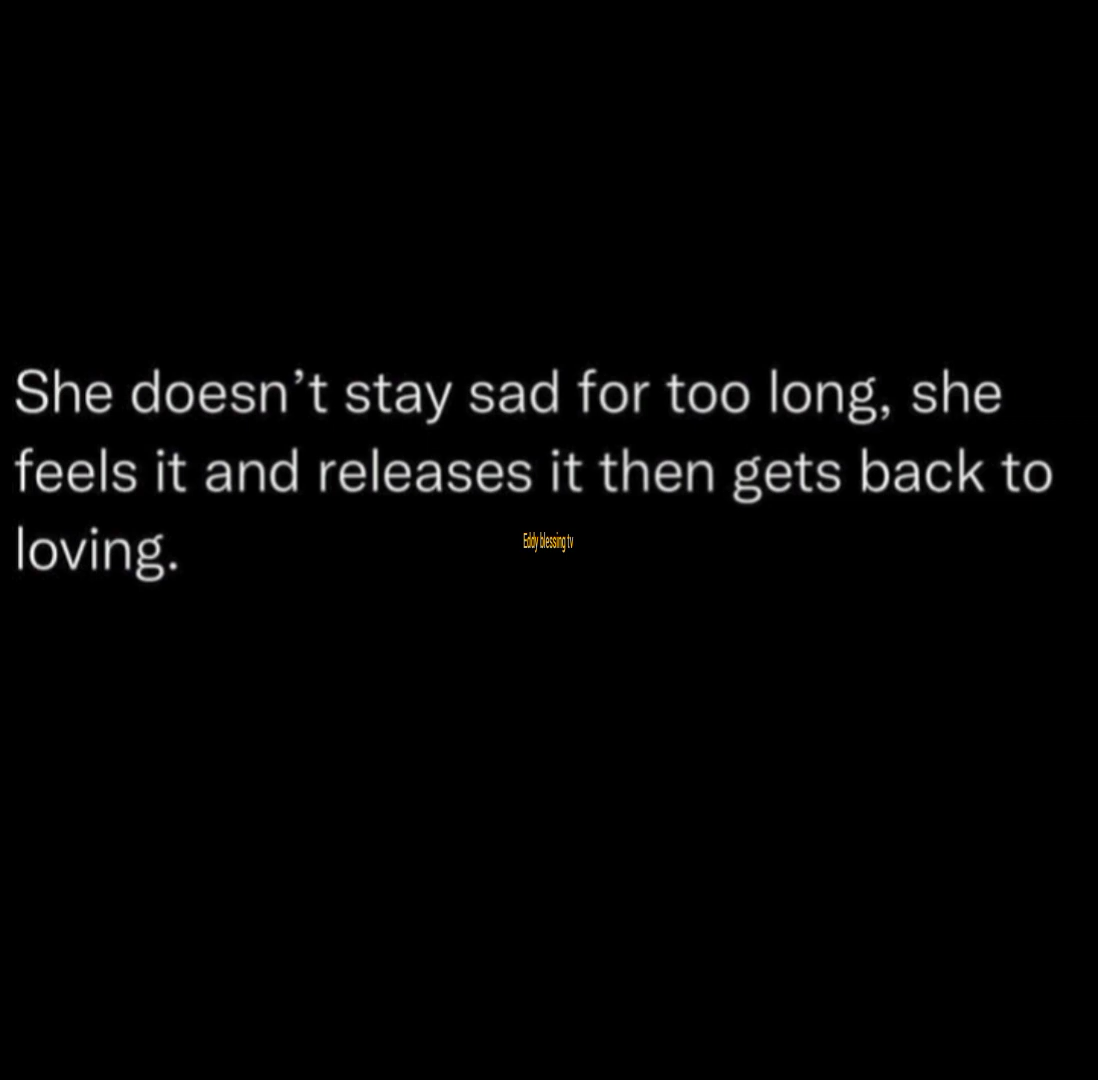 She doesn’t stay sad for too long, she
feels it and releases it then gets back to
loving.
Eddy blessing tv